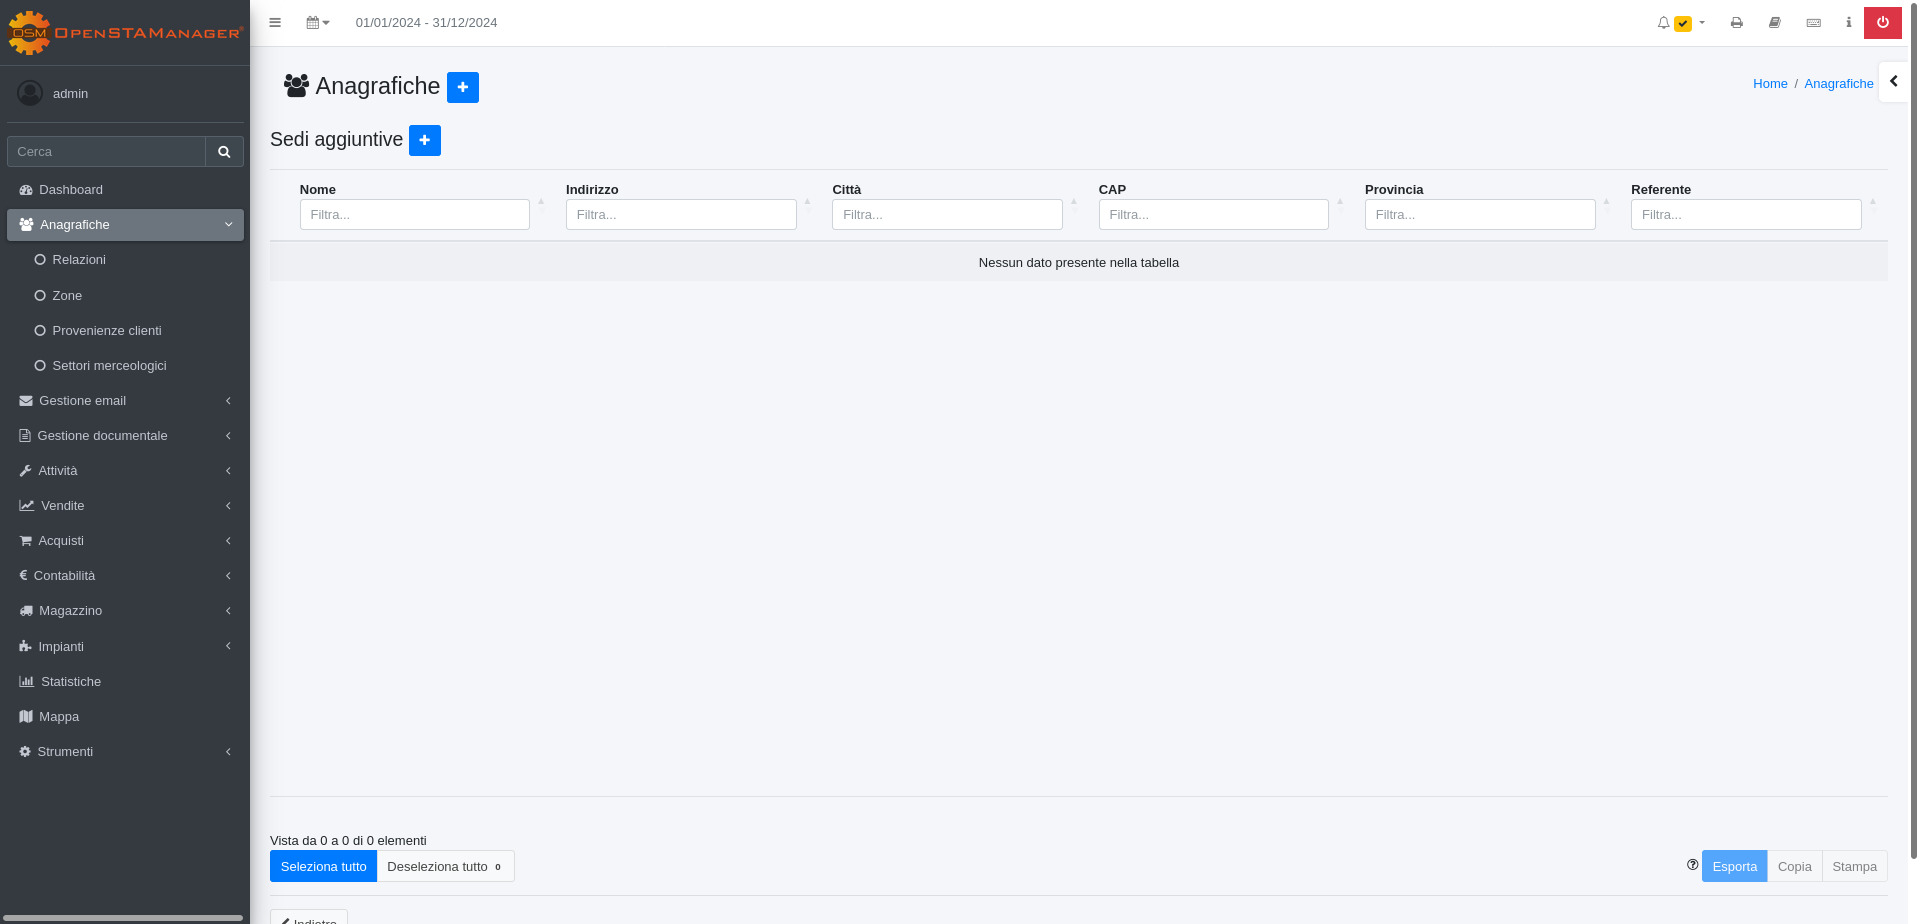 OpenSTAManager
01/01/2024 - 31/12/2024
admin
Cerca
Dashboard
Anagrafiche
Relazioni
Zone
Provenienze clienti
Settori merceologici
Gestione email
Gestione documentale
Attività
Vendite
Acquisti
Contabilità
Magazzino
Impianti
Statistiche
Mappa
Strumenti
Anagrafiche
Home / Anagrafiche
Sedi aggiuntive
Nome Indirizzo Città CAP Provincia Referente
Filtra... Filtra... Filtra... Filtra... Filtra... Filtra...
Nessun dato presente nella tabella
Vista da 0 a 0 di 0 elementi
Seleziona tutto Deseleziona tutto 0 Esporta Copia Stampa
Indietro